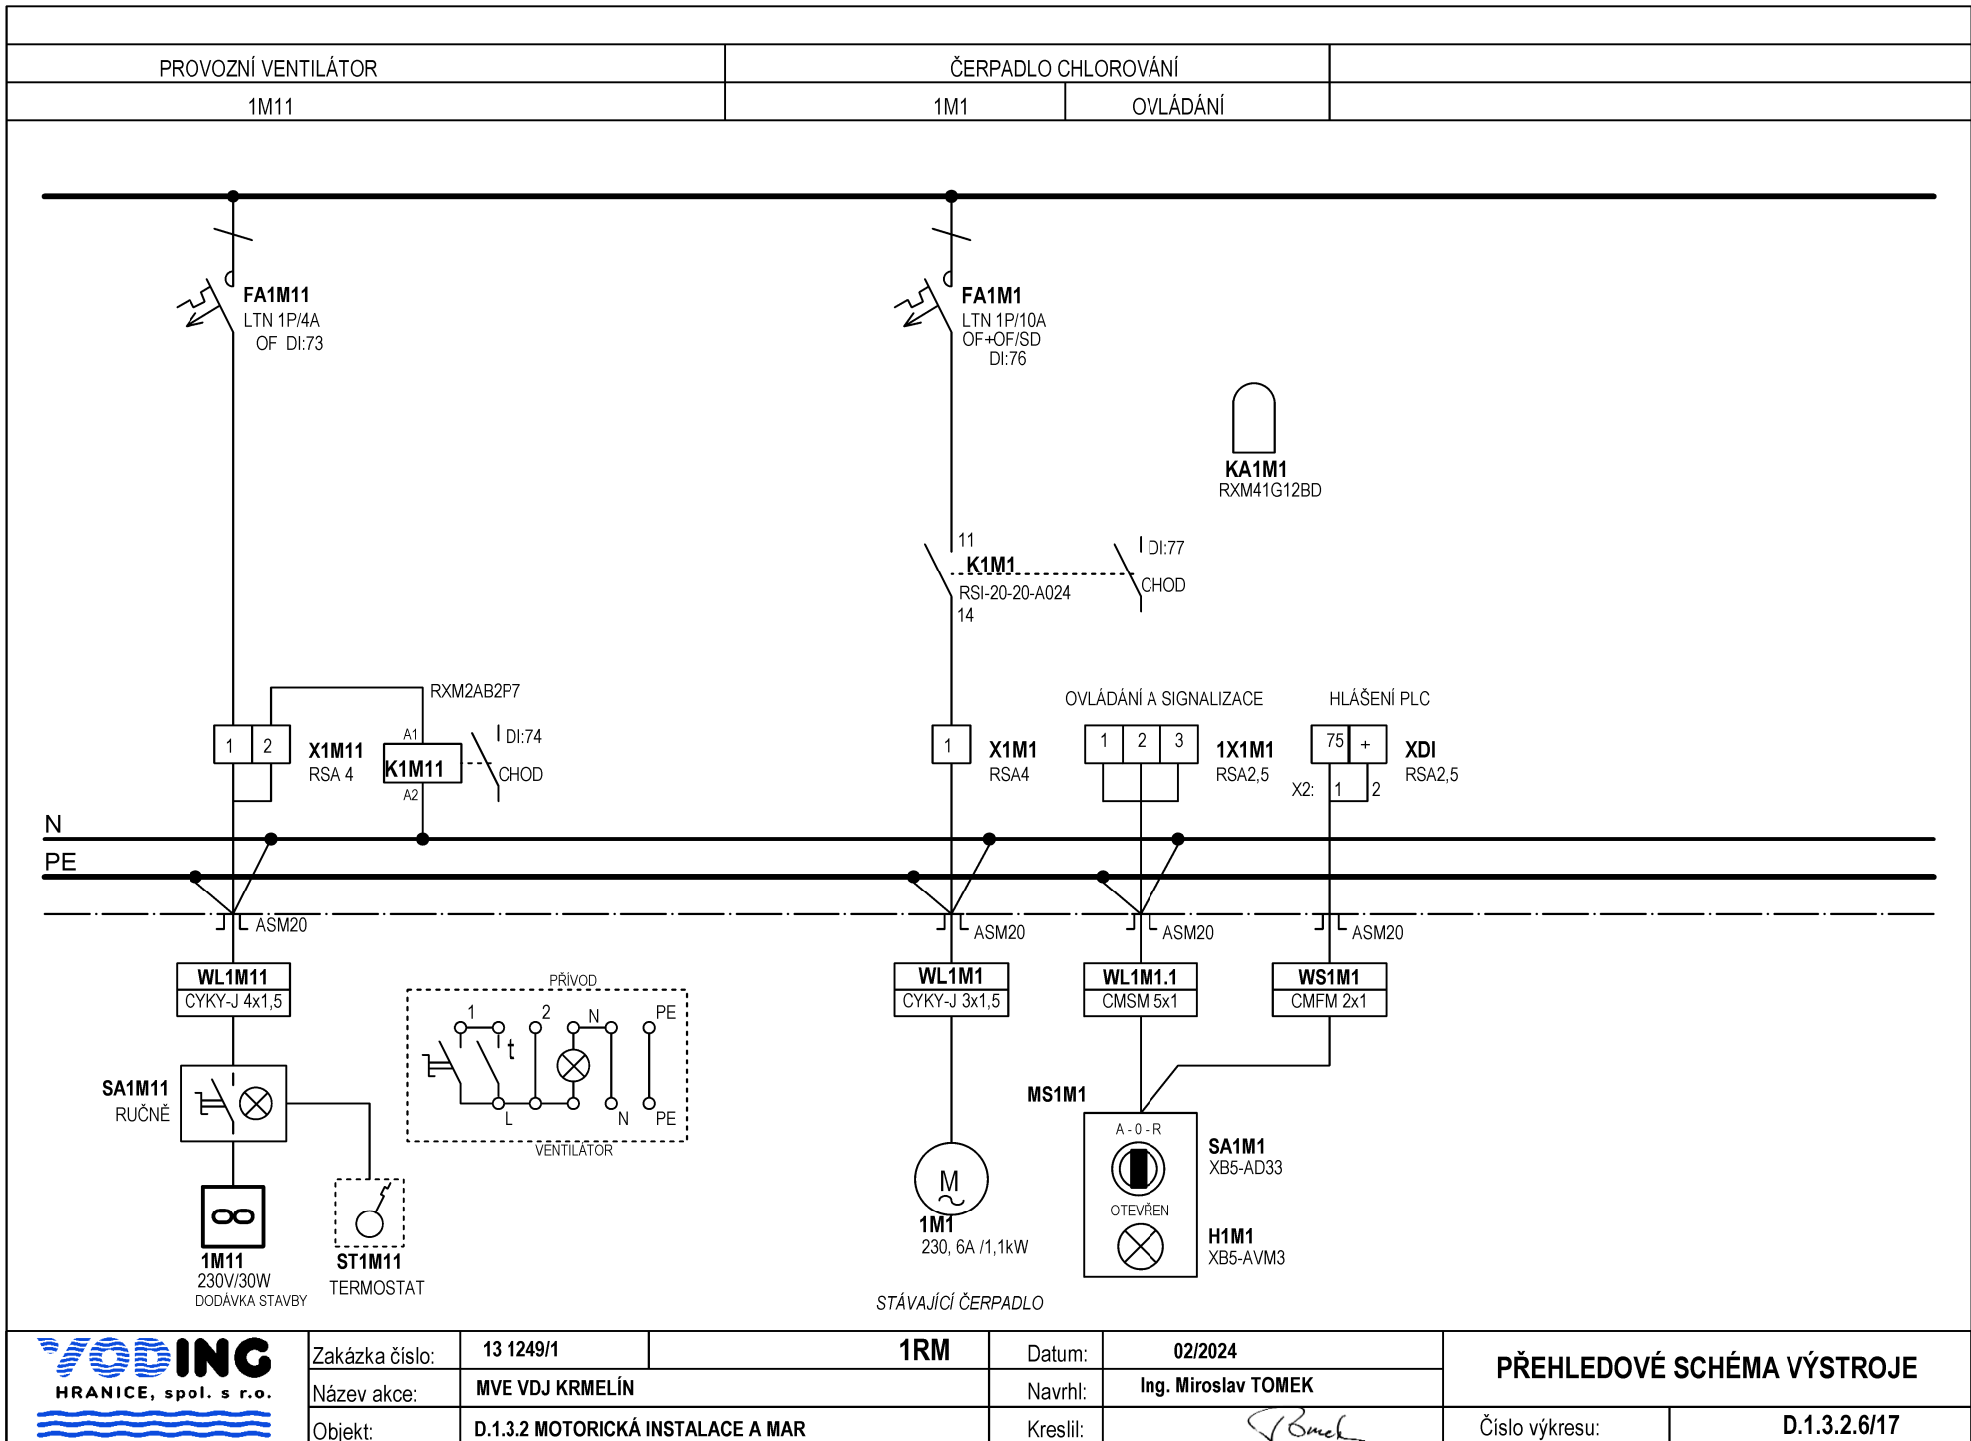 PROVOZNÍ VENTILÁTOR
ČERPADLO CHLOROVÁNÍ
1M11
1M1
OVLÁDÁNÍ
FA1M11
LTN 1P/4A
OF DI:73
FA1M1
LTN 1P/10A
OF+OF/SD
DI:76
KA1M1
RXM41G12BD
11
K1M1
RSI-20-20-A024
14
DI:77
CHOD
RXM2AB2P7
1 2
X1M11
RSA 4
A1
K1M11
A2
DI:74
CHOD
1
X1M1
RSA4
OVLÁDÁNÍ A SIGNALIZACE
1 2 3
1X1M1
RSA2,5
HLÁŠENÍ PLC
75 +
XDI
RSA2,5
X2: 1 2
N
PE
ASM20
ASM20
ASM20
ASM20
WL1M11
CYKY-J 4x1,5
WL1M1
CYKY-J 3x1,5
WL1M1.1
CMSM 5x1
WS1M1
CMFM 2x1
PŘÍVOD
1 2 N PE
t
L N PE
VENTILÁTOR
SA1M11
RUČNĚ
1M11
230V/30W
DODÁVKA STAVBY
ST1M11
TERMOSTAT
M
1M1
230, 6A /1,1kW
STÁVAJÍCÍ ČERPADLO
MS1M1
A - 0 - R
SA1M1
XB5-AD33
OTEVŘEN
H1M1
XB5-AVM3
VODING
HRANICE, spol. s r.o.
Zakázka číslo: 13 1249/1 1RM
Název akce: MVE VDJ KRMELÍN
Objekt: D.1.3.2 MOTORICKÁ INSTALACE A MAR
Datum: 02/2024
Navrhl: Ing. Miroslav TOMEK
Kreslil:
PŘEHLEDOVÉ SCHÉMA VÝSTROJE
Číslo výkresu: D.1.3.2.6/17